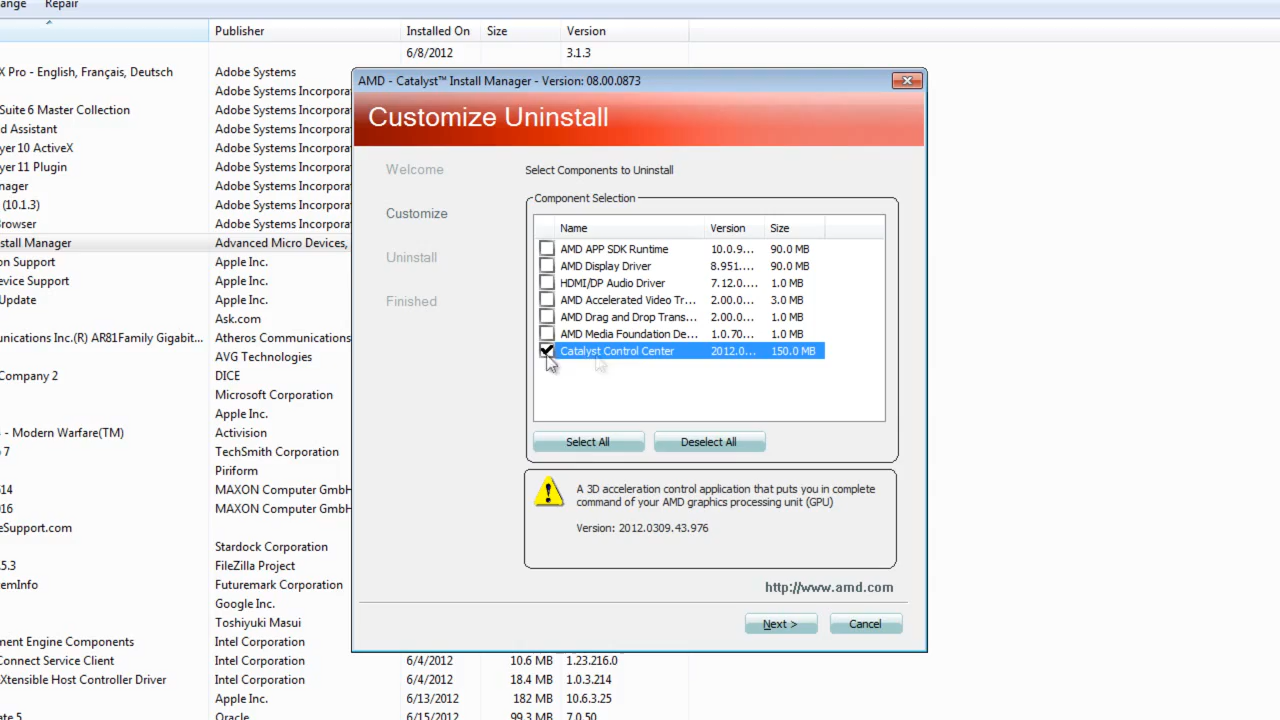 ange Repair
Publisher Installed On Size Version
6/8/2012 3.1.3
X Pro - English, Français, Deutsch Adobe Systems
Adobe Systems Incorpora
Suite 6 Master Collection Adobe Systems Incorpora
d Assistant Adobe Systems Incorpora
yer 10 ActiveX Adobe Systems Incorpora
yer 11 Plugin Adobe Systems Incorpora
nager Adobe Systems Incorpora
(10.1.3) Adobe Systems Incorpora
Browser Adobe Systems Incorpora
stall Manager Advanced Micro Devices,
on Support Apple Inc.
evice Support Apple Inc.
Update Apple Inc.
Ask.com
unications Inc.(R) AR81Family Gigabit... Atheros Communications
AVG Technologies
Company 2 DICE
Microsoft Corporation
Apple Inc.
- Modern Warfare(TM) Activision
7 TechSmith Corporation
Piriform
514 MAXON Computer GmbH
16 MAXON Computer GmbH
eSupport.com
Stardock Corporation
.5.3 FileZilla Project
temInfo Futuremark Corporation
Google Inc.
Toshiyuki Masui
ment Engine Components Intel Corporation
Connect Service Client Intel Corporation 6/4/2012 10.6 MB 1.23.216.0
Xtensible Host Controller Driver Intel Corporation 6/4/2012 18.4 MB 1.0.3.214
Apple Inc. 6/13/2012 182 MB 10.6.3.25
ate 5 Oracle 6/15/2012 99.3 MB 7.0.50
AMD - Catalyst™ Install Manager - Version: 08.00.0873
Customize Uninstall
Welcome
Customize
Uninstall
Finished
Select Components to Uninstall
Component Selection
Name Version Size
AMD APP SDK Runtime 10.0.9... 90.0 MB
AMD Display Driver 8.951.... 90.0 MB
HDMI/DP Audio Driver 7.12.0.... 1.0 MB
AMD Accelerated Video Tr... 2.00.0... 3.0 MB
AMD Drag and Drop Trans... 2.00.0... 1.0 MB
AMD Media Foundation De... 1.0.70... 1.0 MB
Catalyst Control Center 2012.0... 150.0 MB
Select All Deselect All
A 3D acceleration control application that puts you in complete
command of your AMD graphics processing unit (GPU)
Version: 2012.0309.43.976
http://www.amd.com
Next > Cancel